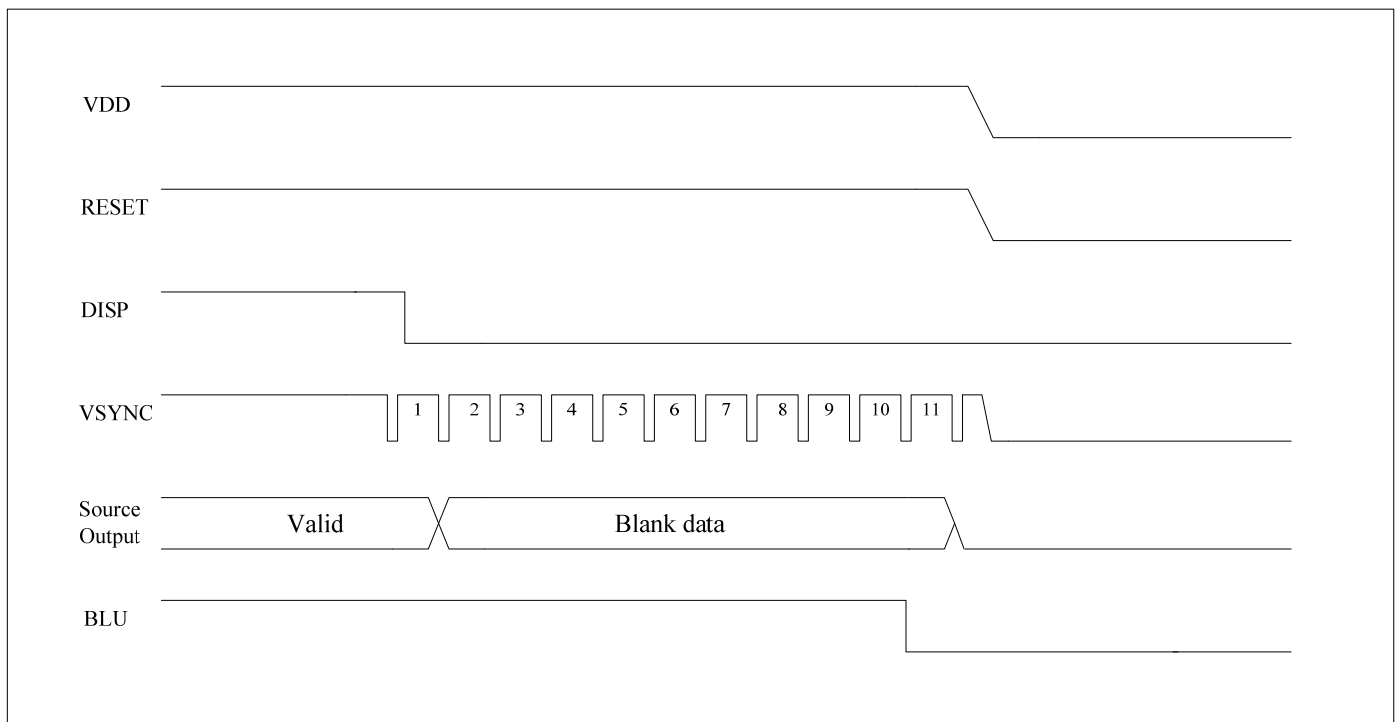 VDD
RESET
DISP
VSYNC 1 2 3 4 5 6 7 8 9 10 11
Source
Output
Valid Blank data
BLU